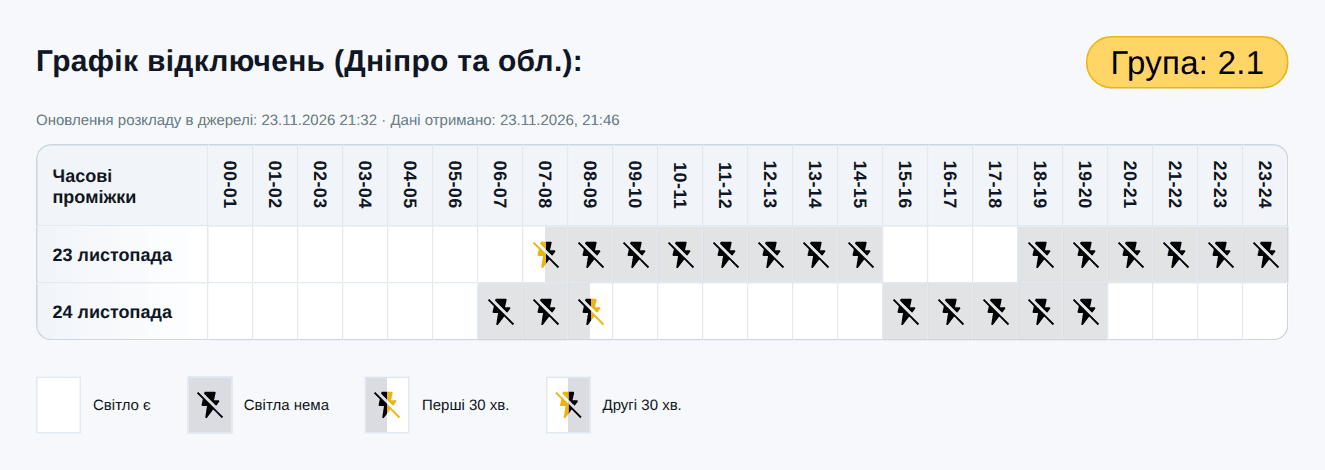 Графік відключень (Дніпро та обл.):
Група: 2.1
Оновлення розкладу в джерелі: 23.11.2026 21:32 · Дані отримано: 23.11.2026, 21:46
Часові
проміжки
00-01
01-02
02-03
03-04
04-05
05-06
06-07
07-08
08-09
09-10
10-11
11-12
12-13
13-14
14-15
15-16
16-17
17-18
18-19
19-20
20-21
21-22
22-23
23-24
23 листопада
24 листопада
Світло є
Світла нема
Перші 30 хв.
Другі 30 хв.